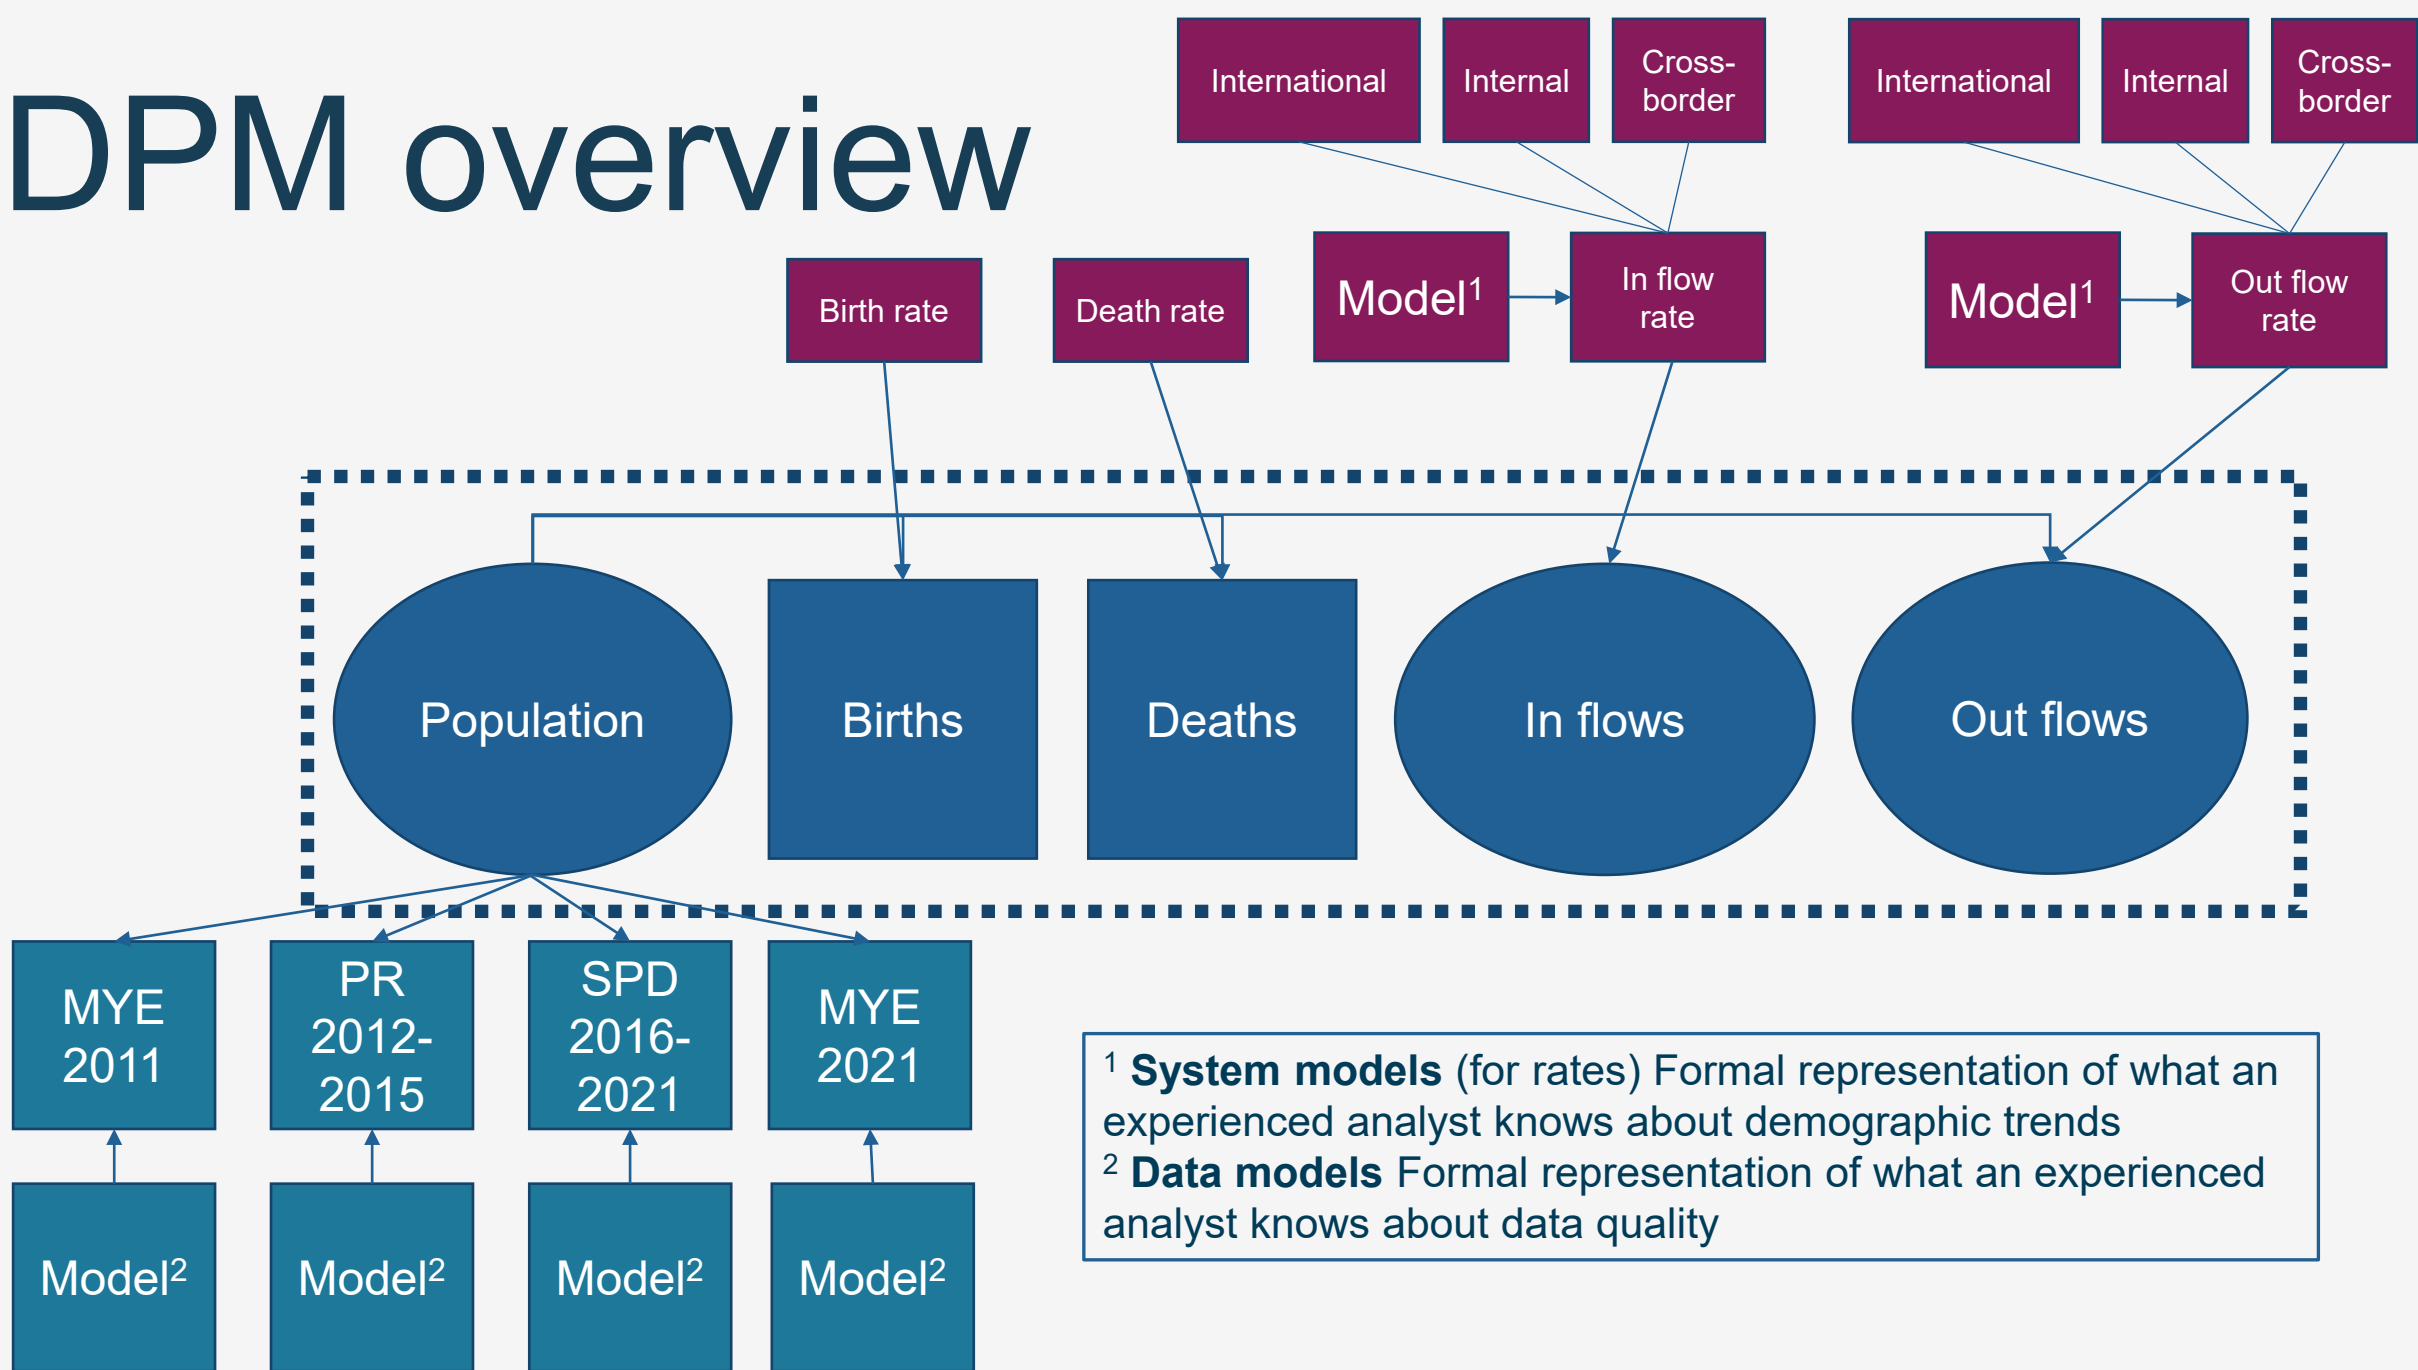 DPM overview
International
Internal
Cross-
border
International
Internal
Cross-
border
Birth rate
Death rate
Model¹
In flow
rate
Model¹
Out flow
rate
Population
Births
Deaths
In flows
Out flows
MYE
2011
PR
2012-
2015
SPD
2016-
2021
MYE
2021
Model²
Model²
Model²
Model²
¹ System models (for rates) Formal representation of what an
experienced analyst knows about demographic trends
² Data models Formal representation of what an experienced
analyst knows about data quality